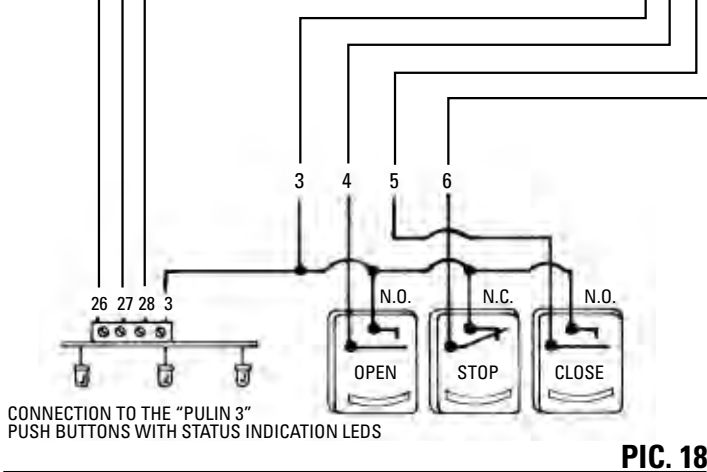 3 4 5 6
26 27 28 3
N.O. N.C. N.O.
OPEN STOP CLOSE
CONNECTION TO THE “PULIN 3”
PUSH BUTTONS WITH STATUS INDICATION LEDS
PIC. 18